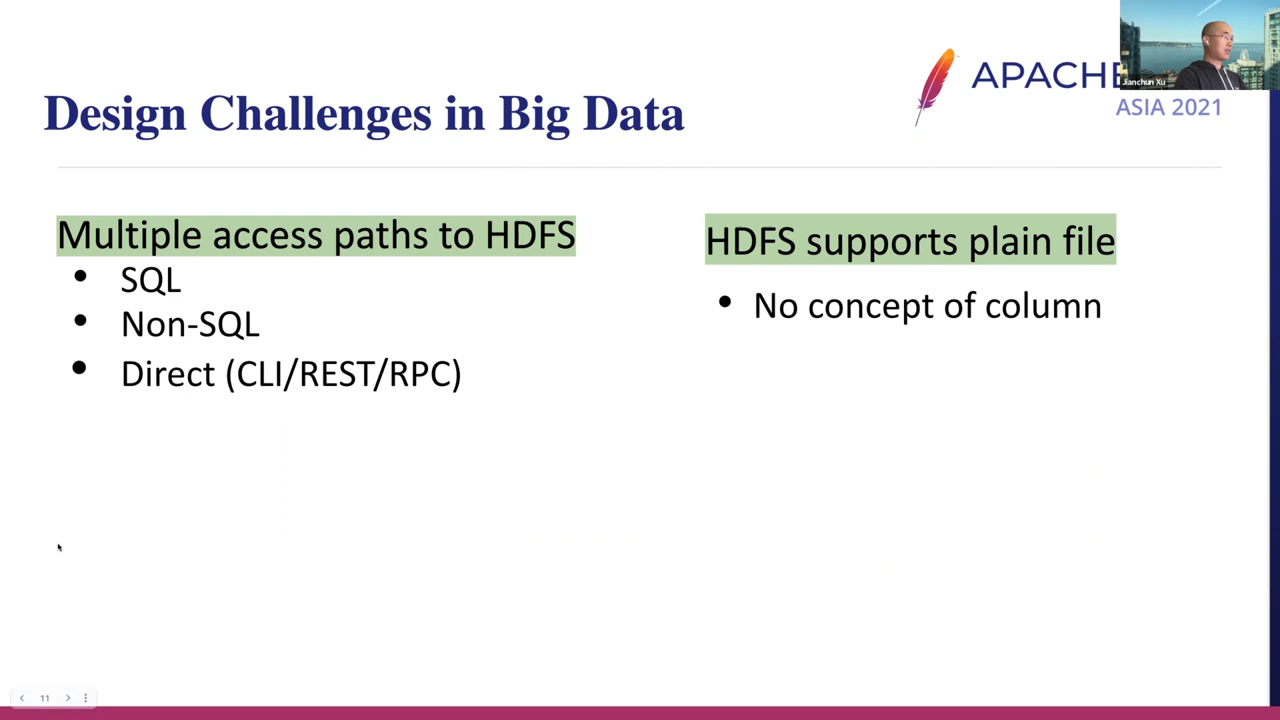 Jianchun Xu
APACHE
ASIA 2021
Design Challenges in Big Data
Multiple access paths to HDFS
• SQL
• Non-SQL
• Direct (CLI/REST/RPC)
HDFS supports plain file
• No concept of column
11